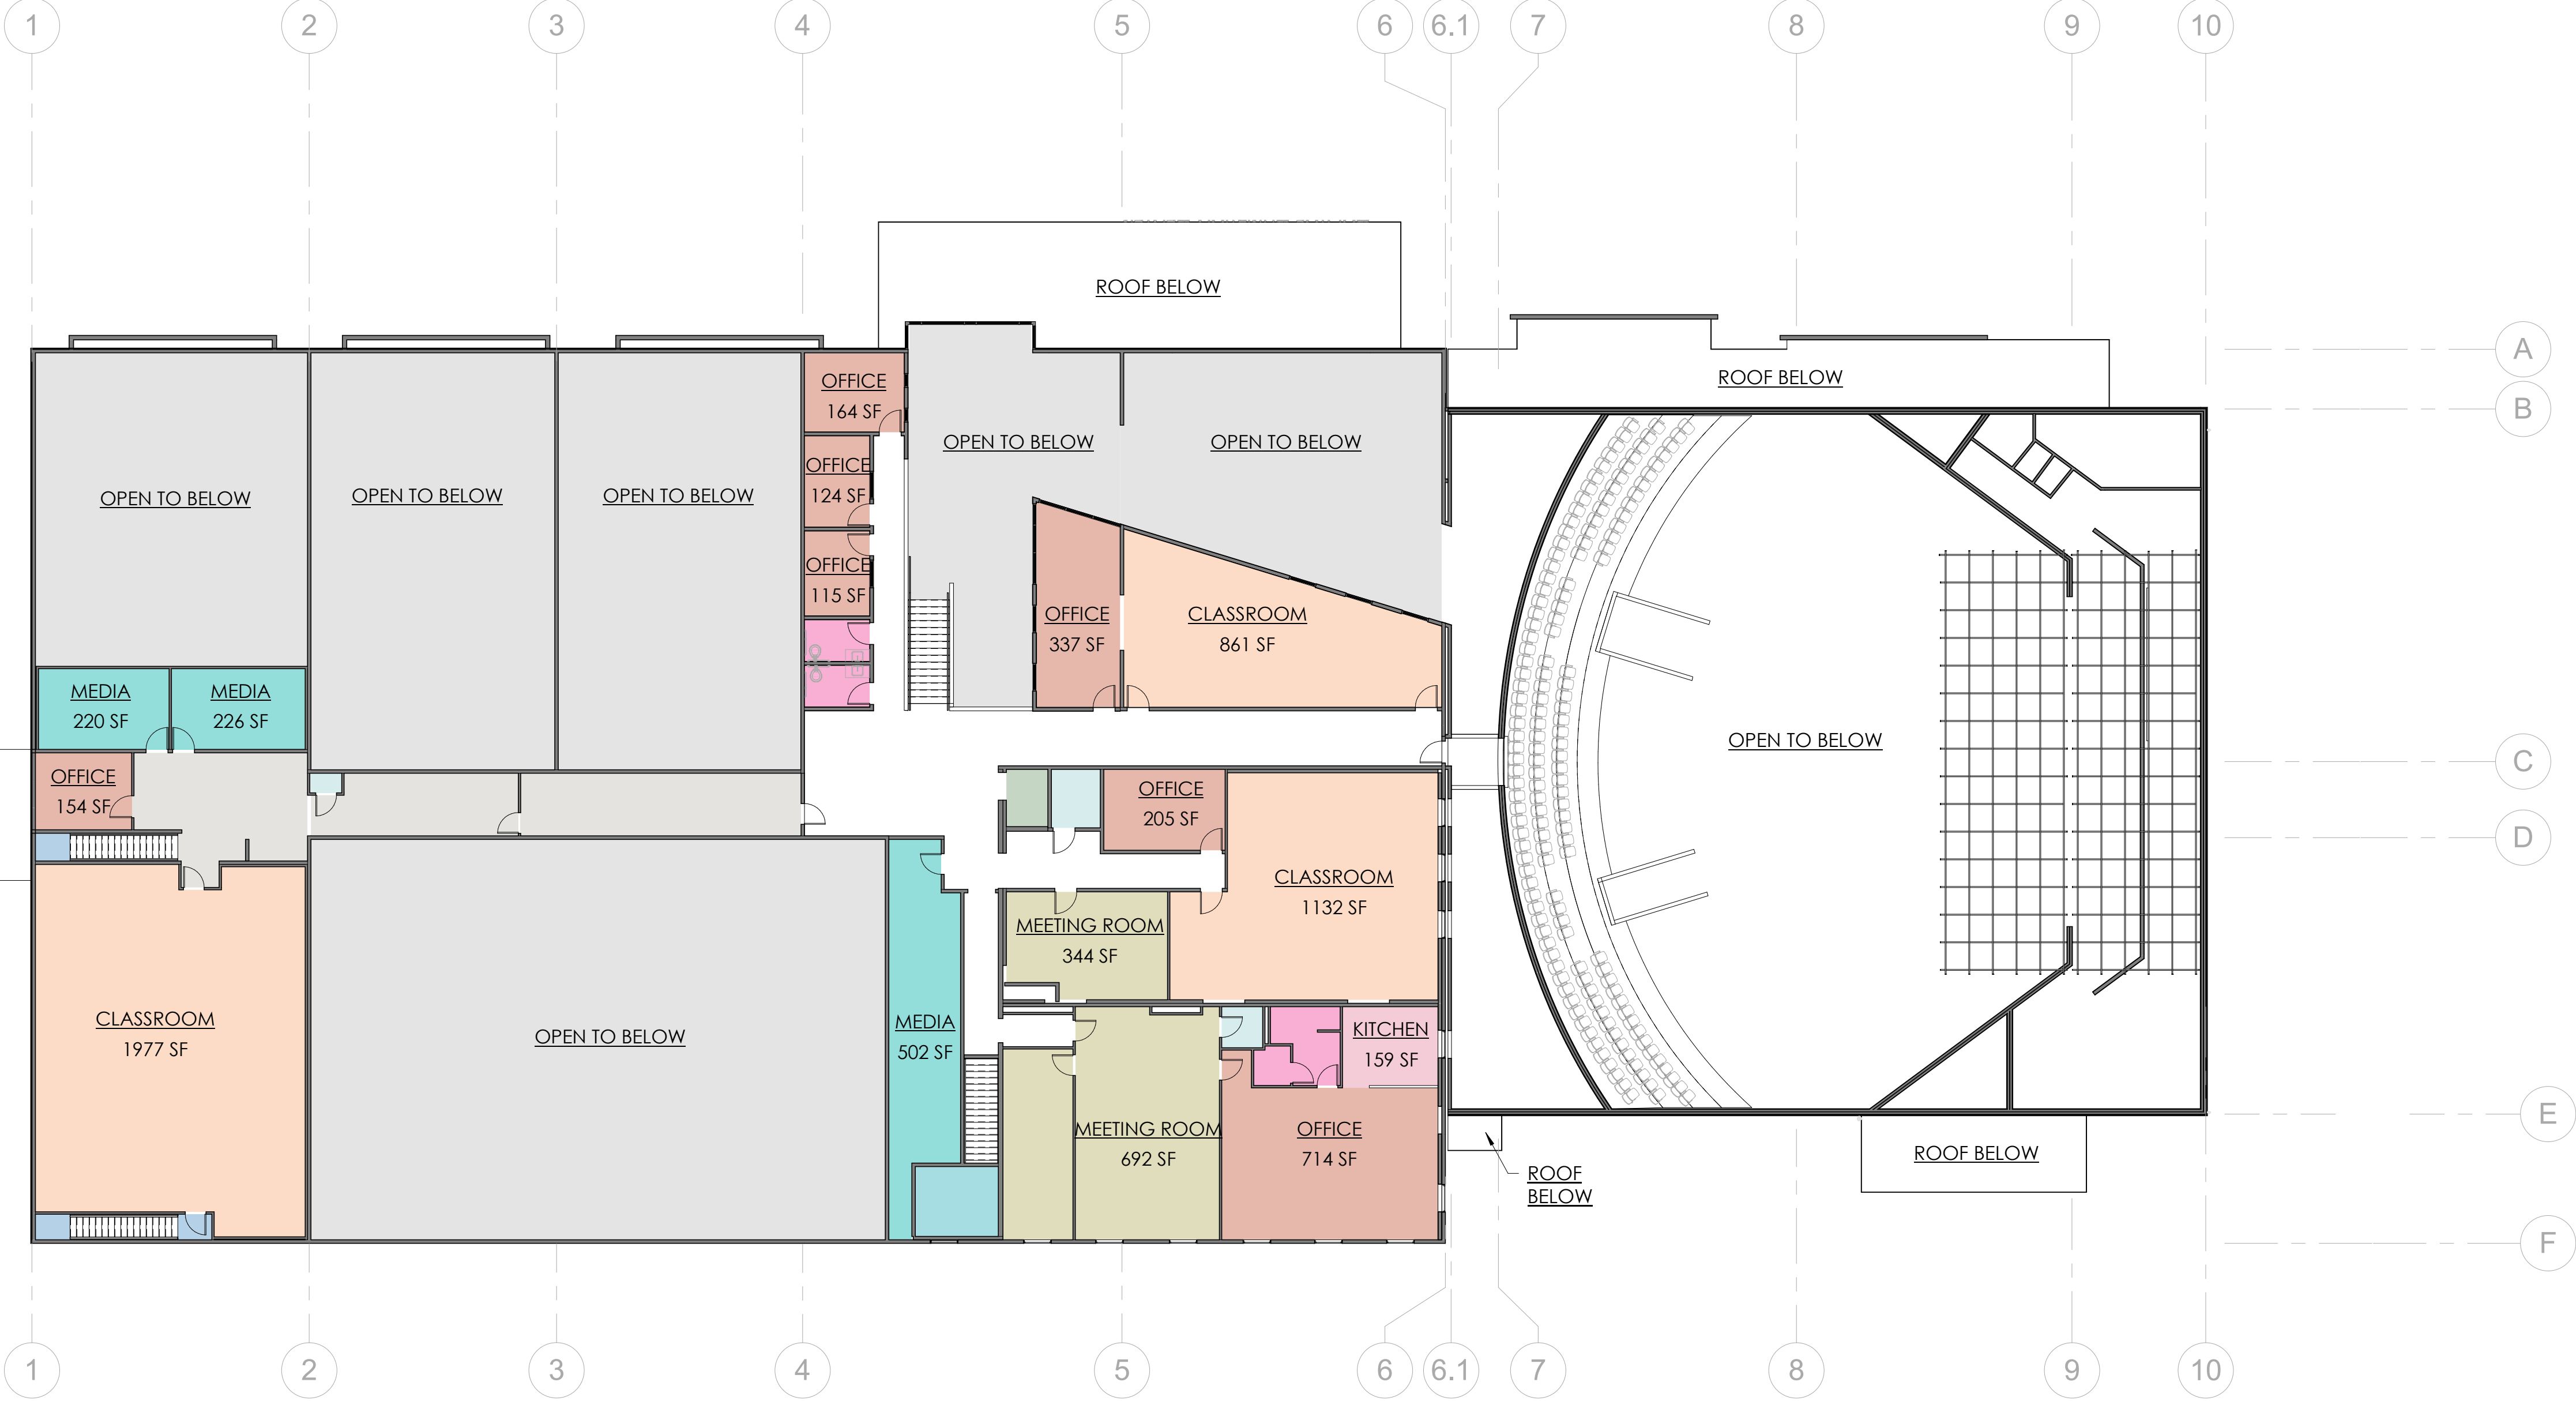 1 2 3 4 5 6 6.1 7 8 9 10
ROOF BELOW
A
ROOF BELOW
B
OFFICE
164 SF
OPEN TO BELOW
OPEN TO BELOW
OPEN TO BELOW
OPEN TO BELOW
OPEN TO BELOW
OFFICE
124 SF
OFFICE
115 SF
OFFICE
337 SF
CLASSROOM
861 SF
MEDIA
220 SF
MEDIA
226 SF
OPEN TO BELOW
C
OFFICE
154 SF
OFFICE
205 SF
D
CLASSROOM
1132 SF
MEETING ROOM
344 SF
CLASSROOM
1977 SF
OPEN TO BELOW
MEDIA
502 SF
KITCHEN
159 SF
E
MEETING ROOM
692 SF
OFFICE
714 SF
ROOF
BELOW
ROOF BELOW
F
1 2 3 4 5 6 6.1 7 8 9 10